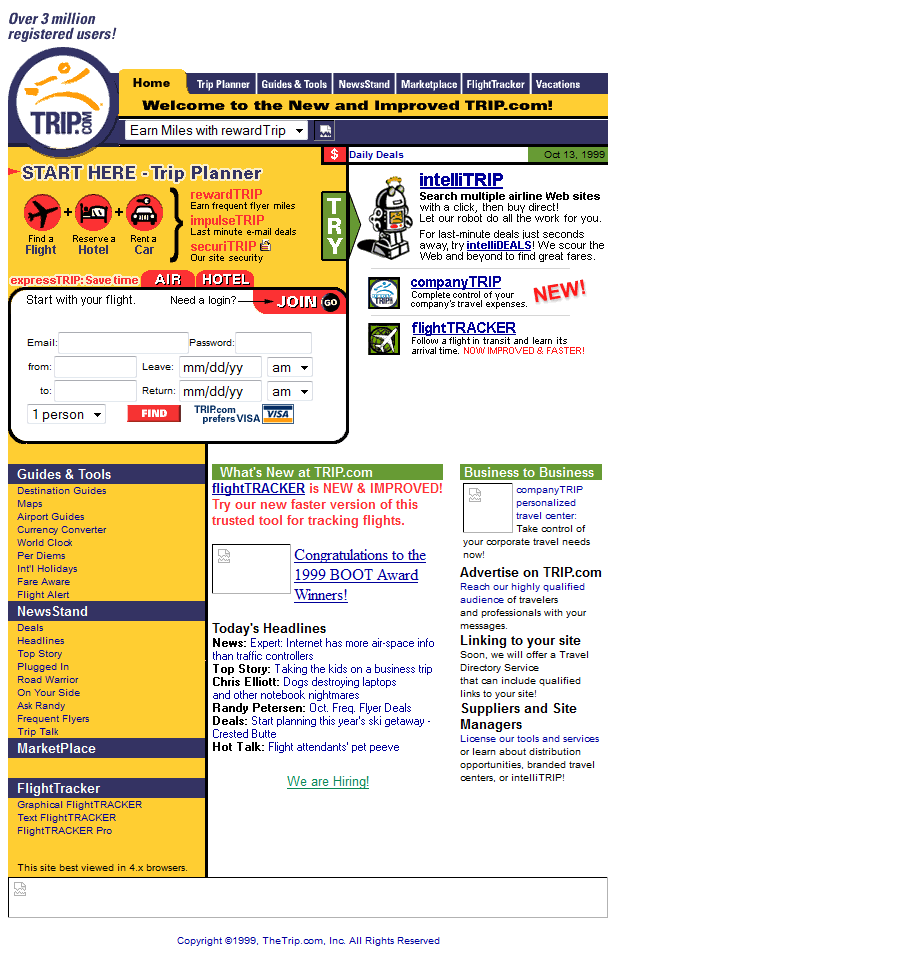 Over 3 million
registered users!
TRIP.COM
Home Trip Planner Guides & Tools NewsStand Marketplace FlightTracker Vacations
Welcome to the New and Improved TRIP.com!
Earn Miles with rewardTrip
$ Daily Deals Oct 13, 1999
START HERE - Trip Planner
Find a
Flight
+
Reserve a
Hotel
+
Rent a
Car
rewardTRIP
Earn frequent flyer miles
impulseTRIP
Last minute e-mail deals
securiTRIP
Our site security
TRY
intelliTRIP
Search multiple airline Web sites
with a click, then buy direct!
Let our robot do all the work for you.
For last-minute deals just seconds
away, try intelliDEALS! We scour the
Web and beyond to find great fares.
companyTRIP
Complete control of your
company's travel expenses.
NEW!
flightTRACKER
Follow a flight in transit and learn its
arrival time. NOW IMPROVED & FASTER!
expressTRIP: Save time AIR HOTEL
Start with your flight. Need a login? JOIN GO
Email: Password:
from: Leave: mm/dd/yy am
to: Return: mm/dd/yy am
1 person FIND TRIP.com
prefers VISA VISA
Guides & Tools
Destination Guides
Maps
Airport Guides
Currency Converter
World Clock
Per Diems
Int'l Holidays
Fare Aware
Flight Alert
NewsStand
Deals
Headlines
Top Story
Plugged In
Road Warrior
On Your Side
Ask Randy
Frequent Flyers
Trip Talk
MarketPlace
FlightTracker
Graphical FlightTRACKER
Text FlightTRACKER
FlightTRACKER Pro
This site best viewed in 4.x browsers.
What's New at TRIP.com
flightTRACKER is NEW & IMPROVED!
Try our new faster version of this
trusted tool for tracking flights.
Congratulations to the
1999 BOOT Award
Winners!
Today's Headlines
News: Expert: Internet has more air-space info
than traffic controllers
Top Story: Taking the kids on a business trip
Chris Elliott: Dogs destroying laptops
and other notebook nightmares
Randy Petersen: Oct. Freq. Flyer Deals
Deals: Start planning this year's ski getaway -
Crested Butte
Hot Talk: Flight attendants' pet peeve
We are Hiring!
Business to Business
companyTRIP
personalized
travel center:
Take control of
your corporate travel needs
now!
Advertise on TRIP.com
Reach our highly qualified
audience of travelers
and professionals with your
messages.
Linking to your site
Soon, we will offer a Travel
Directory Service
that can include qualified
links to your site!
Suppliers and Site
Managers
License our tools and services
or learn about distribution
opportunities, branded travel
centers, or intelliTRIP!
Copyright ©1999, TheTrip.com, Inc. All Rights Reserved